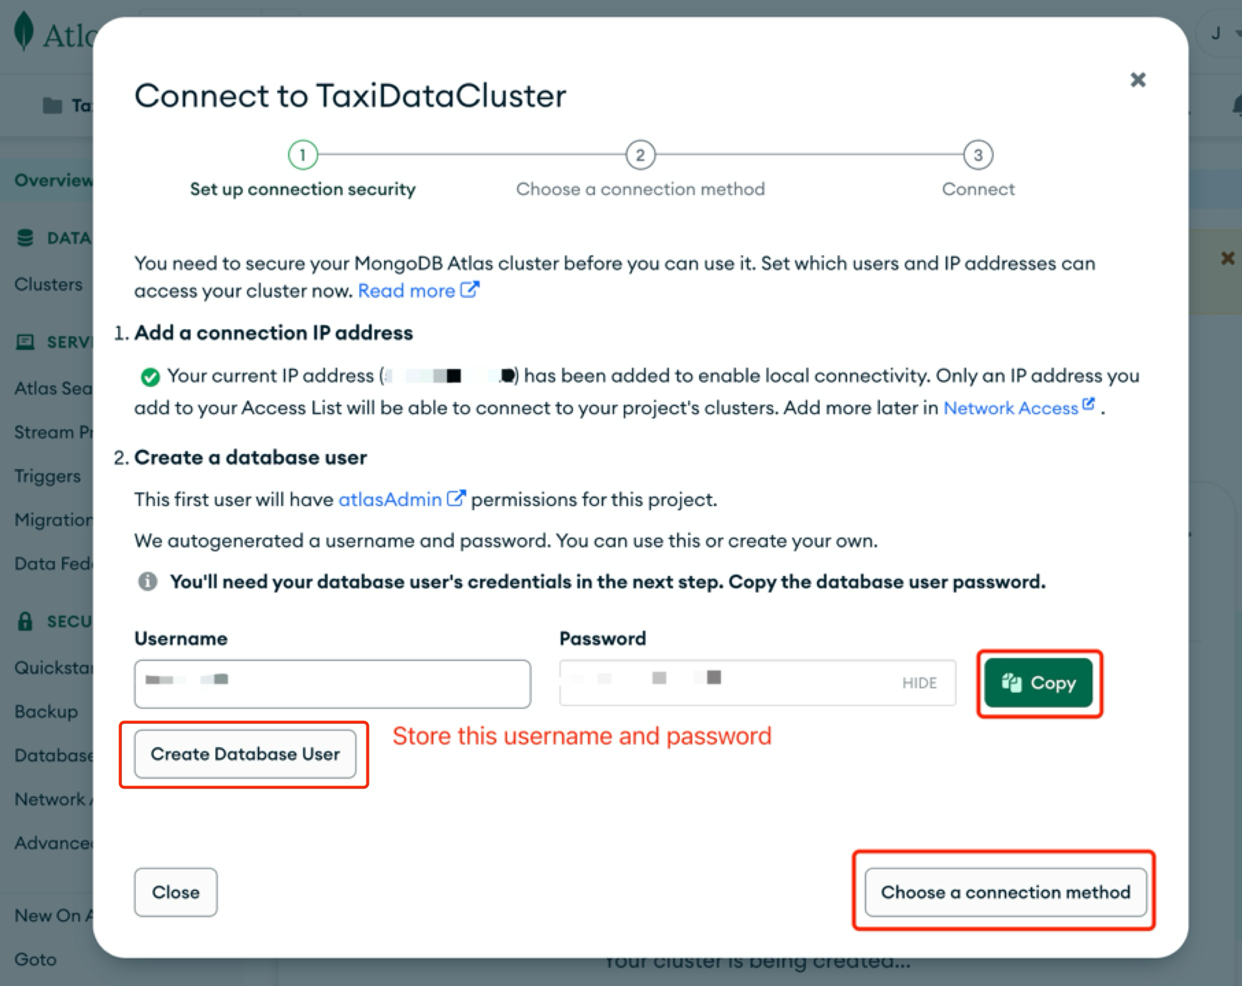 Atl
J
Connect to TaxiDataCluster
Ta
1
2
3
Overview
Set up connection security
Choose a connection method
Connect
DATA
You need to secure your MongoDB Atlas cluster before you can use it. Set which users and IP addresses can
Clusters
access your cluster now. Read more
1. Add a connection IP address
SERV
Your current IP address ( ) has been added to enable local connectivity. Only an IP address you
Atlas Sea
add to your Access List will be able to connect to your project's clusters. Add more later in Network Access .
Stream Pr
2. Create a database user
Triggers
This first user will have atlasAdmin permissions for this project.
Migration
We autogenerated a username and password. You can use this or create your own.
Data Fed
You'll need your database user's credentials in the next step. Copy the database user password.
SECU
Username
Password
Quickstar
HIDE
Copy
Backup
Store this username and password
Create Database User
Database
Network A
Advanced
Close
Choose a connection method
New On A
Goto
Your cluster is being created...